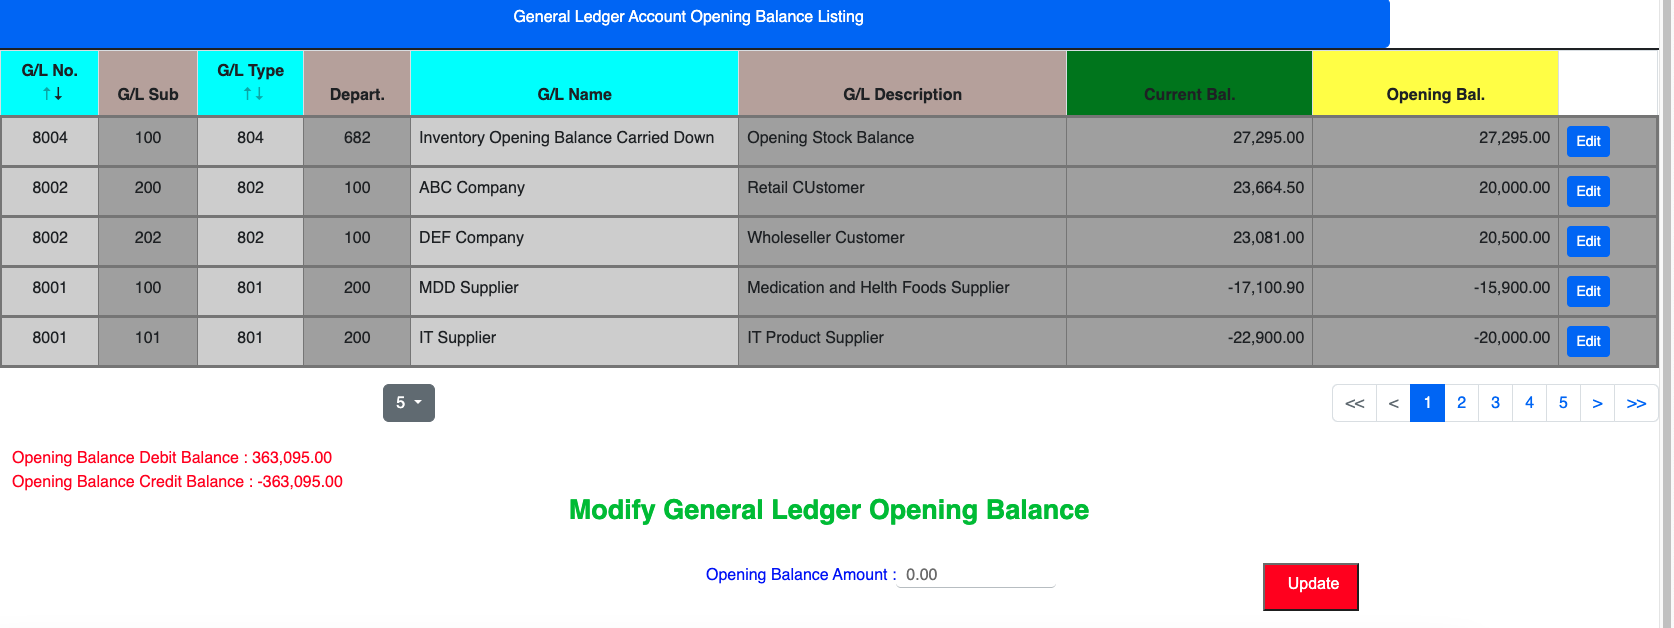 General Ledger Account Opening Balance Listing
G/L No. ↑↓ G/L Sub G/L Type ↑↓ Depart. G/L Name G/L Description Current Bal. Opening Bal.
8004 100 804 682 Inventory Opening Balance Carried Down Opening Stock Balance 27,295.00 27,295.00 Edit
8002 200 802 100 ABC Company Retail CUstomer 23,664.50 20,000.00 Edit
8002 202 802 100 DEF Company Wholeseller Customer 23,081.00 20,500.00 Edit
8001 100 801 200 MDD Supplier Medication and Helth Foods Supplier -17,100.90 -15,900.00 Edit
8001 101 801 200 IT Supplier IT Product Supplier -22,900.00 -20,000.00 Edit
5 << < 1 2 3 4 5 > >>
Opening Balance Debit Balance : 363,095.00
Opening Balance Credit Balance : -363,095.00
Modify General Ledger Opening Balance
Opening Balance Amount : 0.00 Update